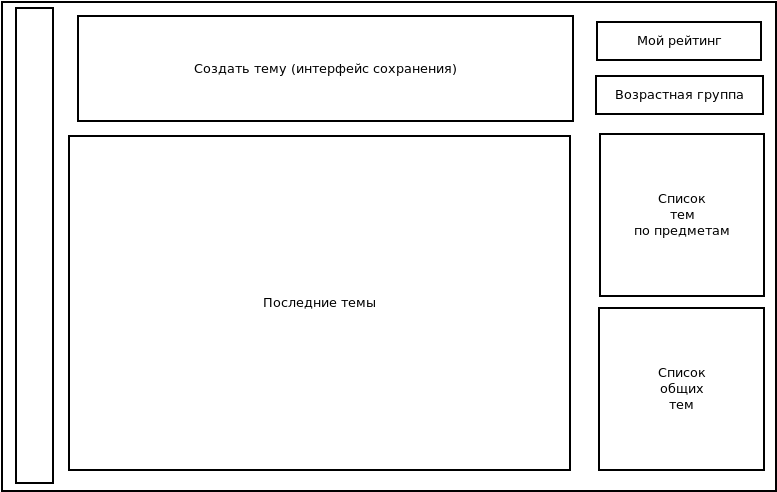 Создать тему (интерфейс сохранения)
Мой рейтинг
Возрастная группа
Последние темы
Список
тем
по предметам
Список
общих
тем